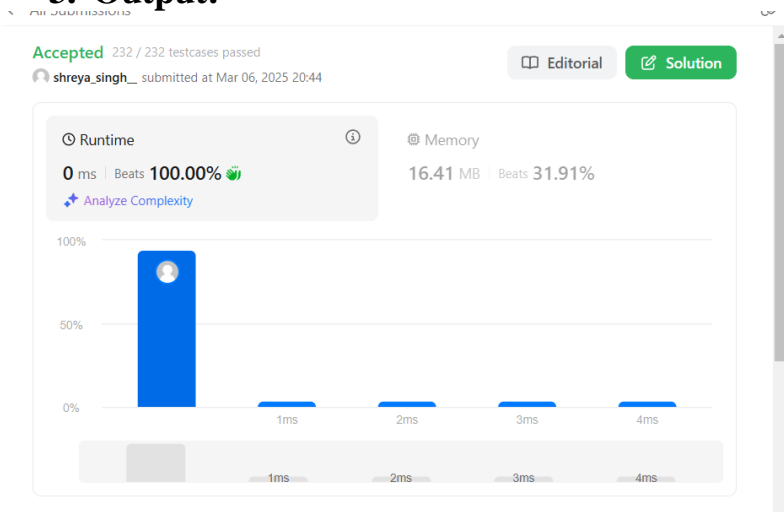 3. Output:
All Submissions
Accepted 232 / 232 testcases passed
shreya_singh__ submitted at Mar 06, 2025 20:44
Editorial
Solution
Runtime
0 ms Beats 100.00%
Analyze Complexity
Memory
16.41 MB Beats 31.91%
100%
50%
0%
1ms 2ms 3ms 4ms
1ms 2ms 3ms 4ms